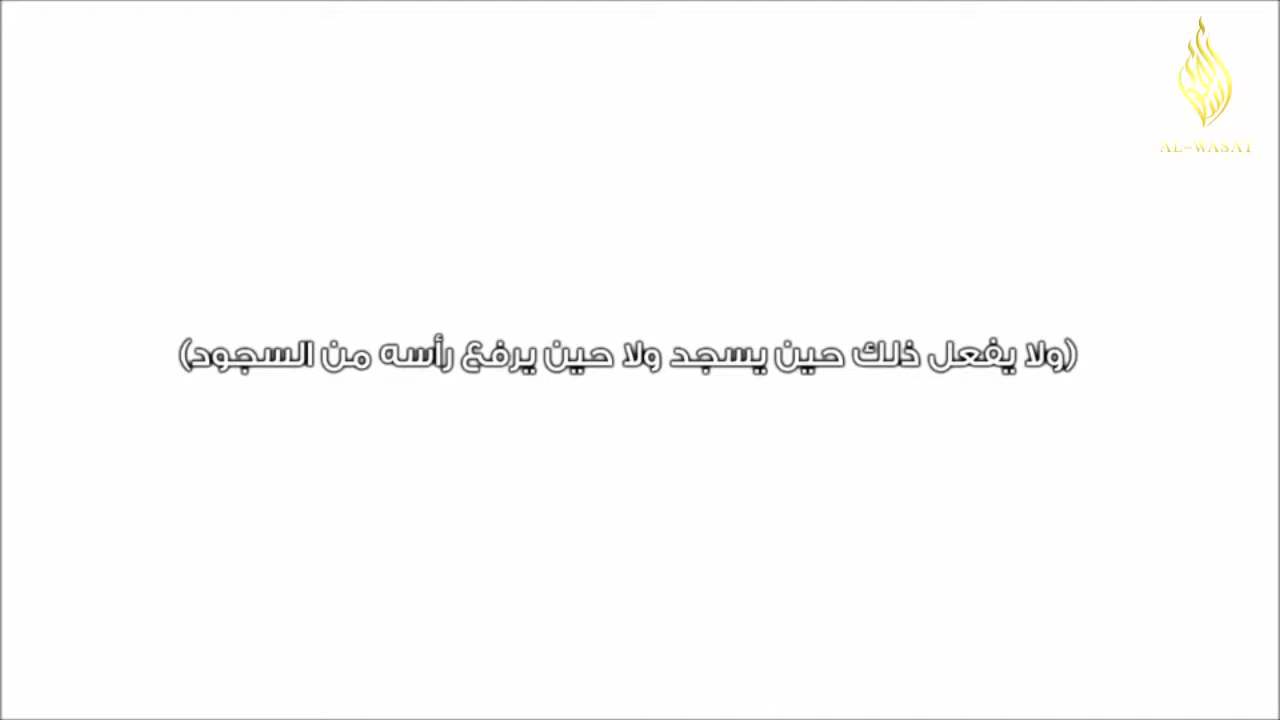 AL-WASAT
(ولا يفعل ذلك حين يسجد ولا حين يرفع رأسه من السجود)